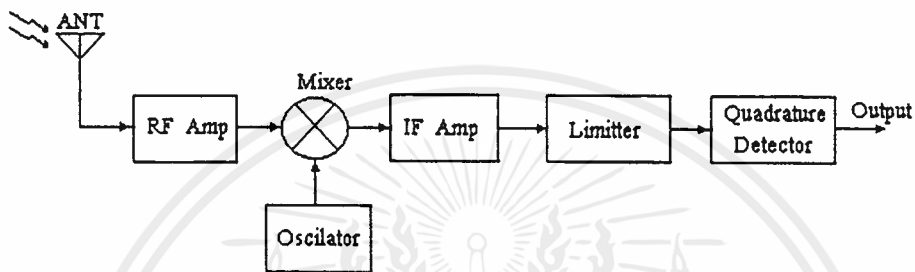 ANT
Mixer
RF Amp
IF Amp
Limitter
Quadrature
Detector
Output
Oscilator